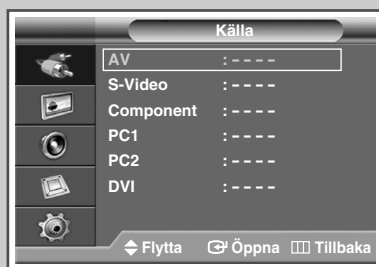 Källa
AV : - - - -
S-Video : - - - -
Component : - - - -
PC1 : - - - -
PC2 : - - - -
DVI : - - - -
Flytta Öppna Tillbaka